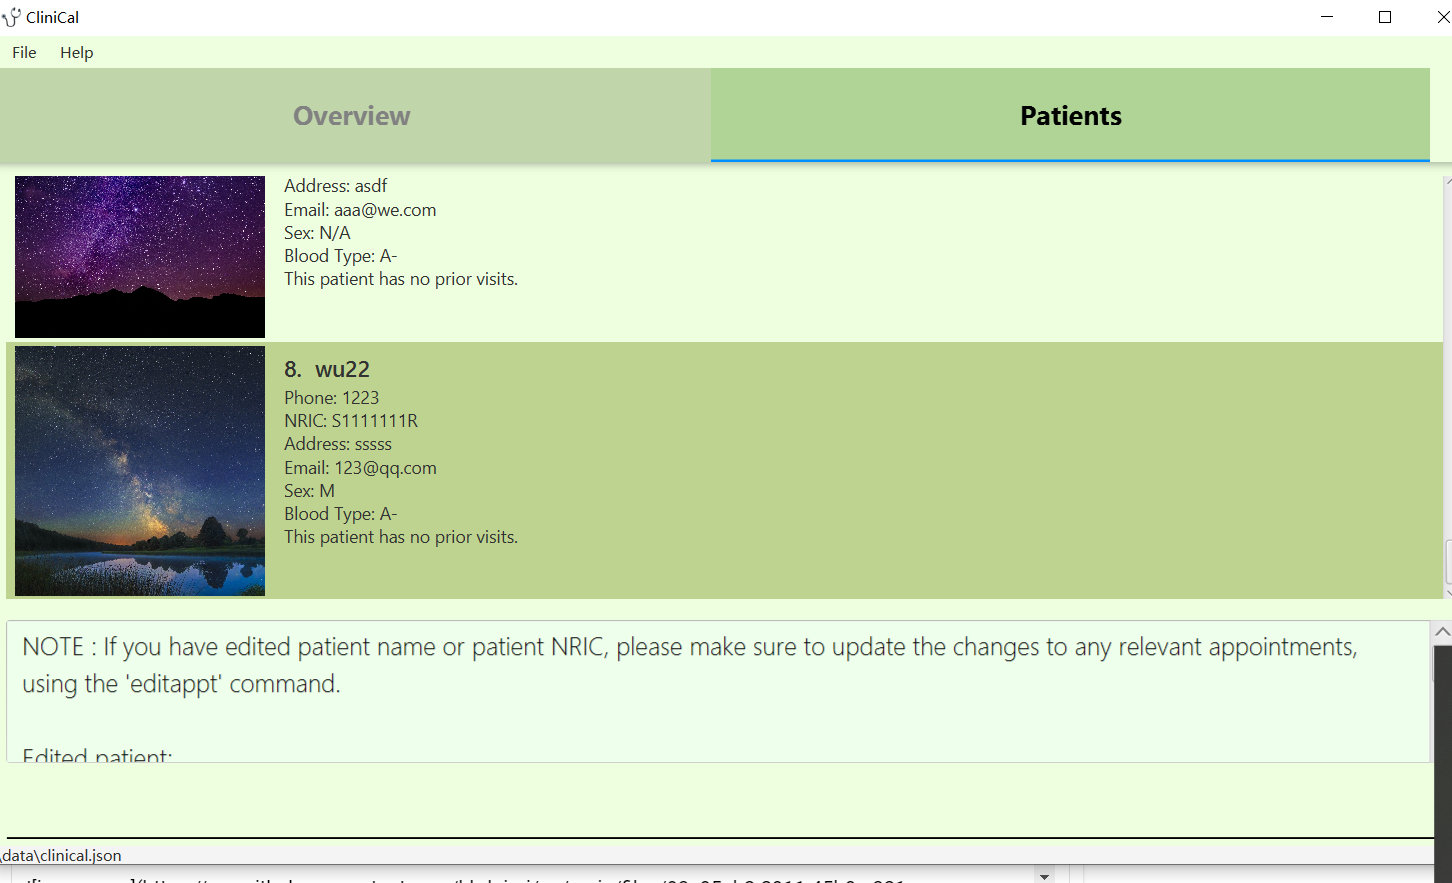 CliniCal
File Help
Overview Patients
Address: asdf
Email: aaa@we.com
Sex: N/A
Blood Type: A-
This patient has no prior visits.
8. wu22
Phone: 1223
NRIC: S1111111R
Address: sssss
Email: 123@qq.com
Sex: M
Blood Type: A-
This patient has no prior visits.
NOTE : If you have edited patient name or patient NRIC, please make sure to update the changes to any relevant appointments,
using the 'editappt' command.
Edited patient:
\data\clinical.json